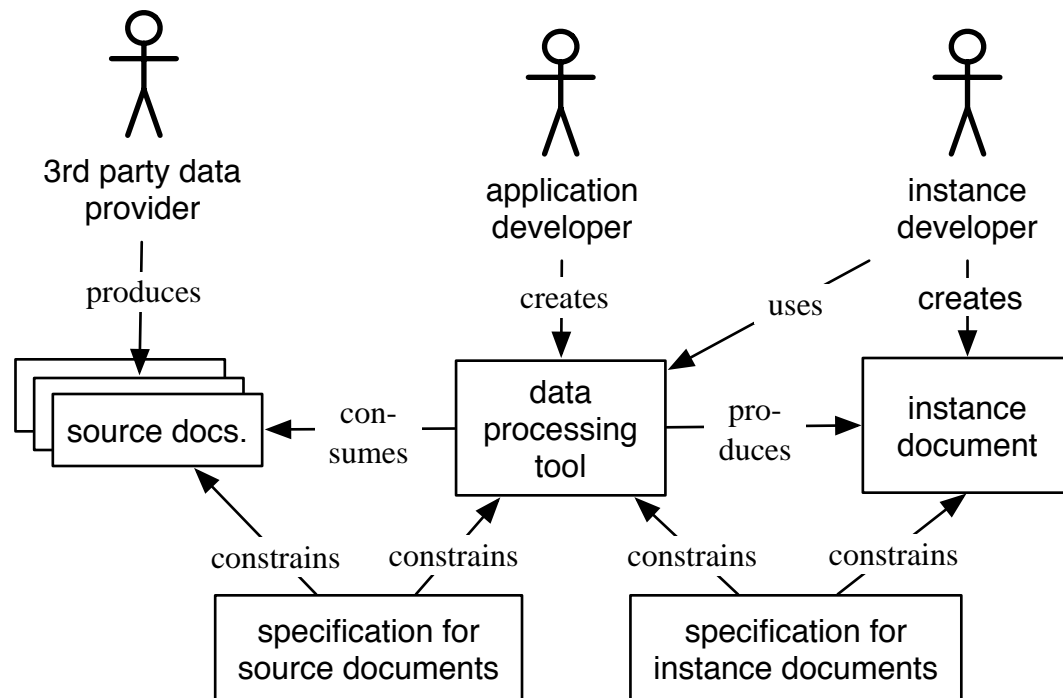 3rd party data
provider
application
developer
instance
developer
produces
creates
uses
creates
source docs.
con-
sumes
data
processing
tool
pro-
duces
instance
document
constrains
constrains
constrains
constrains
specification for
source documents
specification for
instance documents